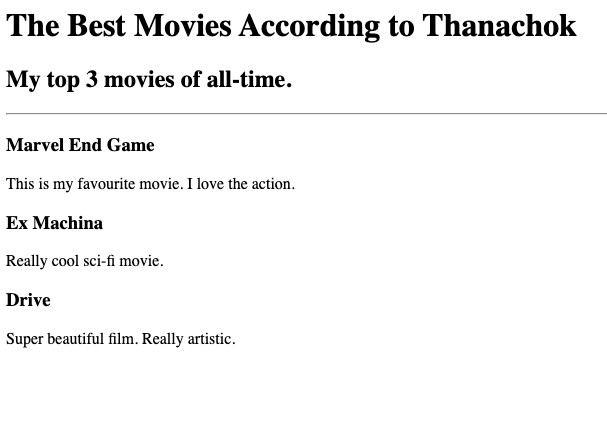 The Best Movies According to Thanachok
My top 3 movies of all-time.
Marvel End Game
This is my favourite movie. I love the action.
Ex Machina
Really cool sci-fi movie.
Drive
Super beautiful film. Really artistic.